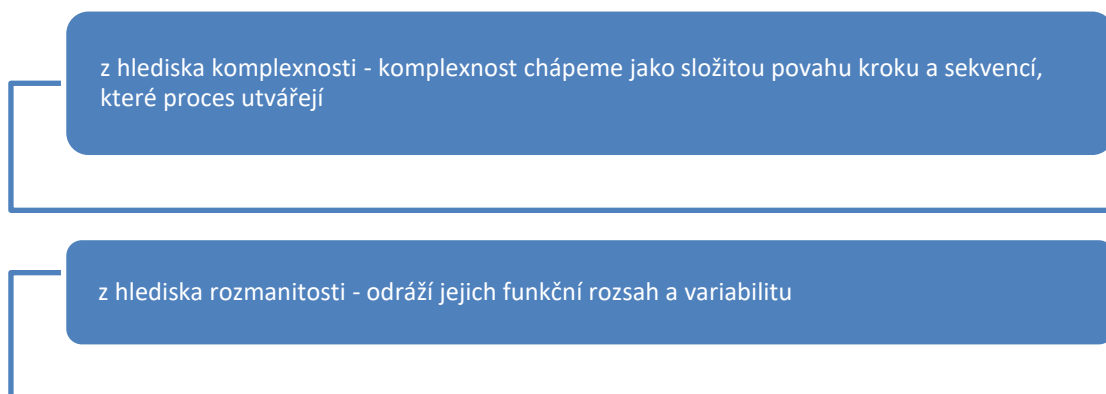 z hlediska komplexnosti - komplexnost chápeme jako složitou povahu kroku a sekvencí,
které proces utvářejí
z hlediska rozmanitosti - odráží jejich funkční rozsah a variabilitu